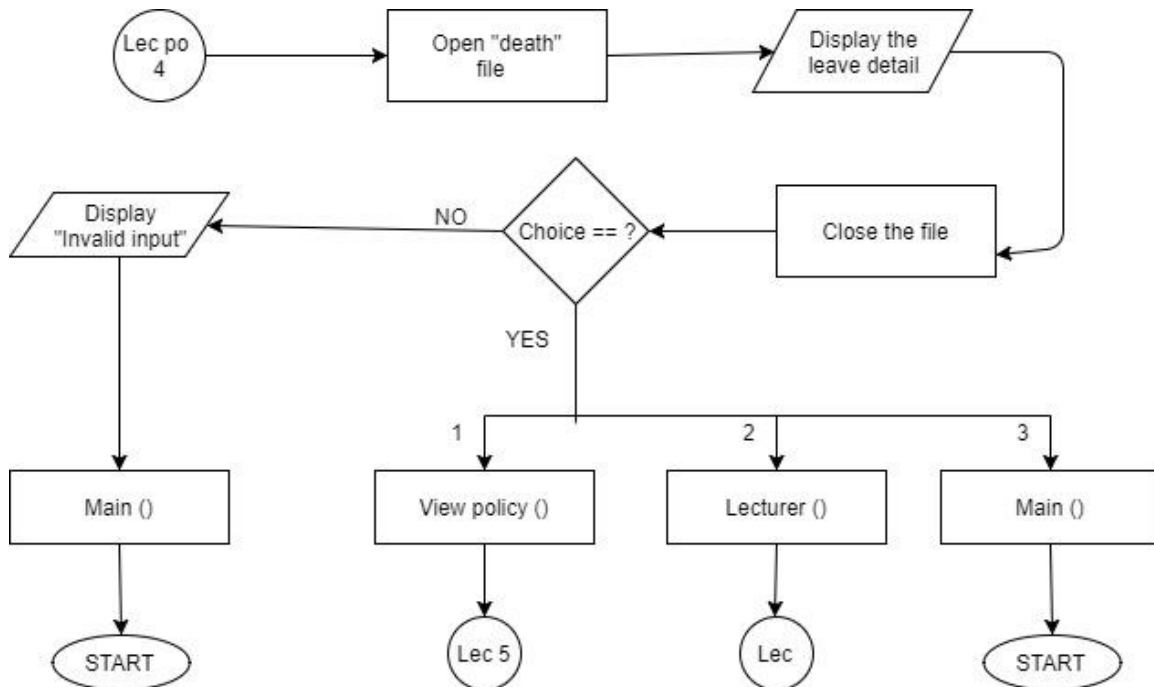 Lec po
4
Open "death"
file
Display the
leave detail
Display
"Invalid input"
NO
Choice == ?
Close the file
YES
1
2
3
Main ()
View policy ()
Lecturer ()
Main ()
START
Lec 5
Lec
START